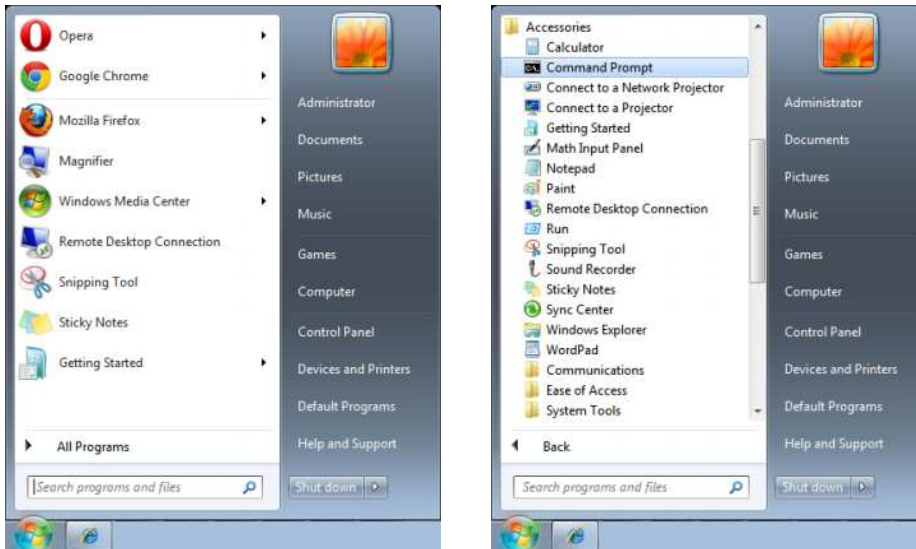 Opera
Google Chrome
Mozilla Firefox
Magnifier
Windows Media Center
Remote Desktop Connection
Snipping Tool
Sticky Notes
Getting Started
All Programs
Search programs and files
Administrator
Documents
Pictures
Music
Games
Computer
Control Panel
Devices and Printers
Default Programs
Help and Support
Shut down
Accessories
Calculator
Command Prompt
Connect to a Network Projector
Connect to a Projector
Getting Started
Math Input Panel
Notepad
Paint
Remote Desktop Connection
Run
Snipping Tool
Sound Recorder
Sticky Notes
Sync Center
Windows Explorer
WordPad
Communications
Ease of Access
System Tools
Back
Search programs and files
Administrator
Documents
Pictures
Music
Games
Computer
Control Panel
Devices and Printers
Default Programs
Help and Support
Shut down